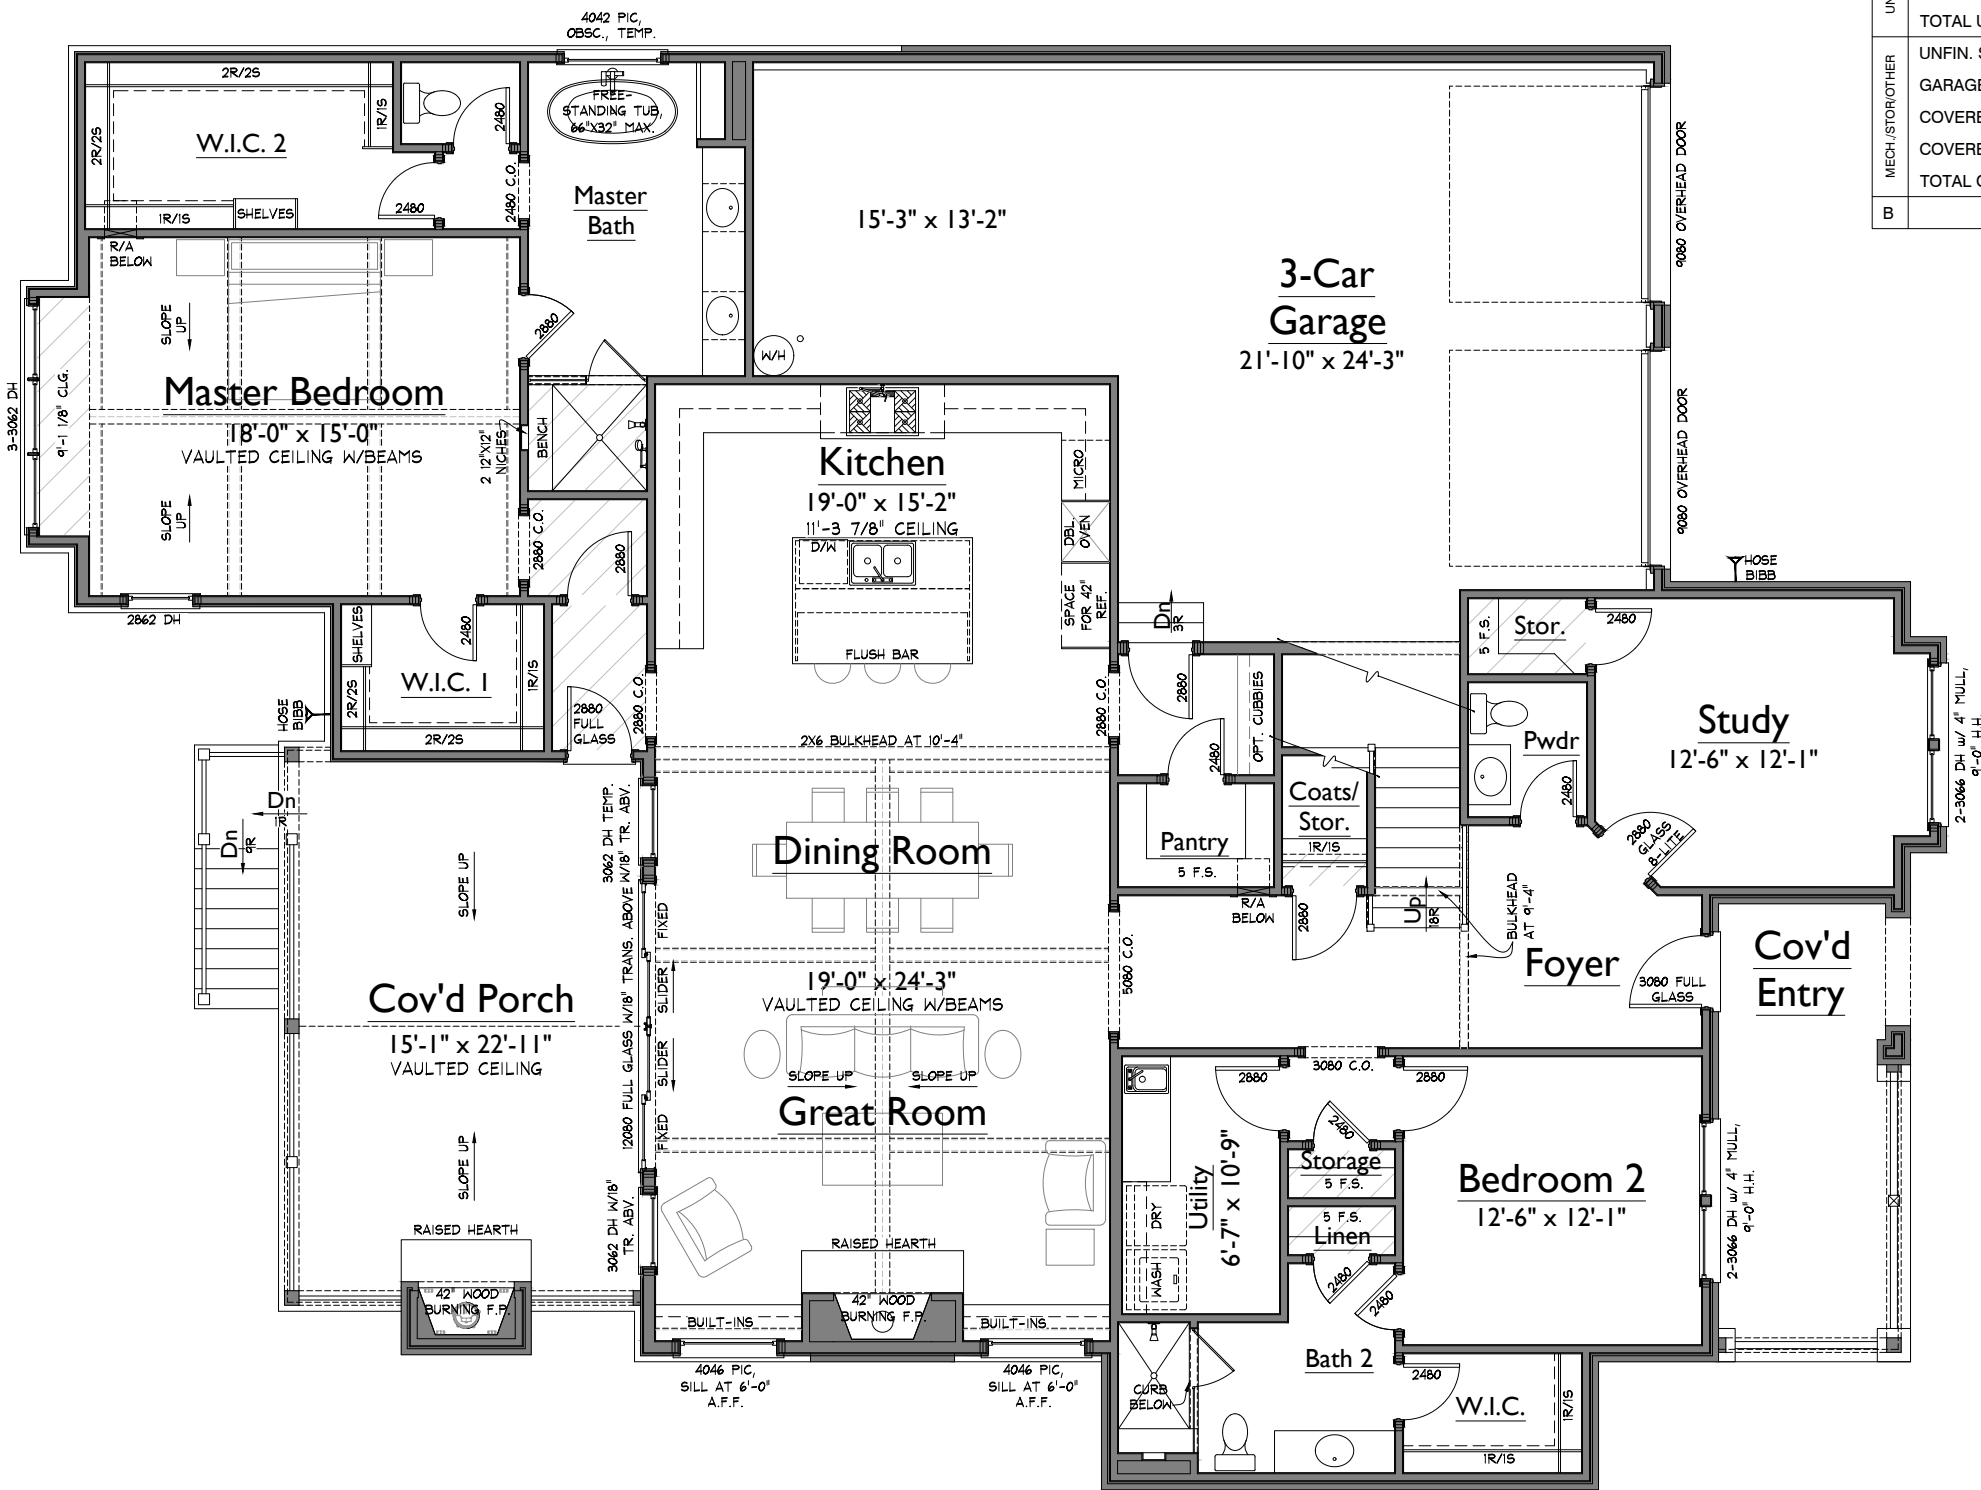 4042 PIC,
OBSC., TEMP.
UN
TOTAL U
MECH./STOR/OTHER
UNFIN. S
GARAGE
COVERE
COVERE
TOTAL
B
2R/2S
2R/2S
1R/1S
W.I.C. 2
1R/1S
SHELVES
2480
2480
2480 C.O.
FREE-
STANDING TUB,
66"X32" MAX.
Master
Bath
15'-3" x 13'-2"
3-Car
Garage
21'-10" x 24'-3"
9080 OVERHEAD DOOR
9080 OVERHEAD DOOR
W/H
R/A
BELOW
SLOPE
UP
2880
3-3062 DH
9'-1 1/8" CLG.
Master Bedroom
18'-0" x 15'-0"
VAULTED CEILING W/BEAMS
2 12"X12"
NICHES
BENCH
SLOPE
UP
2880 C.O.
2880
2862 DH
Kitchen
19'-0" x 15'-2"
11'-3 7/8" CEILING
D/W
MICRO
DBL.
OVEN
SPACE
FOR 42"
REF.
FLUSH BAR
HOSE
BIBB
Dn
3R
5 F.S.
Stor.
2480
SHELVES
2480
W.I.C. 1
2R/2S
1R/1S
2R/2S
HOSE
BIBB
2880
FULL
GLASS
2880 C.O.
2880 C.O.
2880
OPT. CUBBIES
2480
Pwdr
2480
Study
12'-6" x 12'-1"
2-3066 DH w/ 4" MULL,
9'-0" H.H.
2X6 BULKHEAD AT 10'-4"
Dn
1R
Dn
9R
3062 DH TEMP.
W/18" TR. ABV.
Coats/
Stor.
1R/1S
Pantry
5 F.S.
R/A
BELOW
2880
Up
18R
BULKHEAD
AT 9'-4"
2880
GLASS
8-LITE
Dining Room
SLOPE UP
FIXED
12080 FULL GLASS W/18" TRANS. ABOVE
5080 C.O.
Foyer
3080 FULL
GLASS
Cov'd
Entry
19'-0" x 24'-3"
VAULTED CEILING W/BEAMS
SLIDER
SLIDER
FIXED
Cov'd Porch
15'-1" x 22'-11"
VAULTED CEILING
SLOPE UP
SLOPE UP
SLOPE UP
Great Room
2880
3080 C.O.
2880
2480
Storage
5 F.S.
5 F.S.
Linen
2480
2480
Utility
6'-7" x 10'-9"
DRY
WASH
Bedroom 2
12'-6" x 12'-1"
2-3066 DH w/ 4" MULL,
9'-0" H.H.
3062 DH W/18"
TR. ABV.
RAISED HEARTH
42" WOOD
BURNING F.P.
RAISED HEARTH
42" WOOD
BURNING F.P.
BUILT-INS
BUILT-INS
4046 PIC,
SILL AT 6'-0"
A.F.F.
4046 PIC,
SILL AT 6'-0"
A.F.F.
CURB
BELOW
Bath 2
2480
W.I.C.
1R/1S
1R/1S